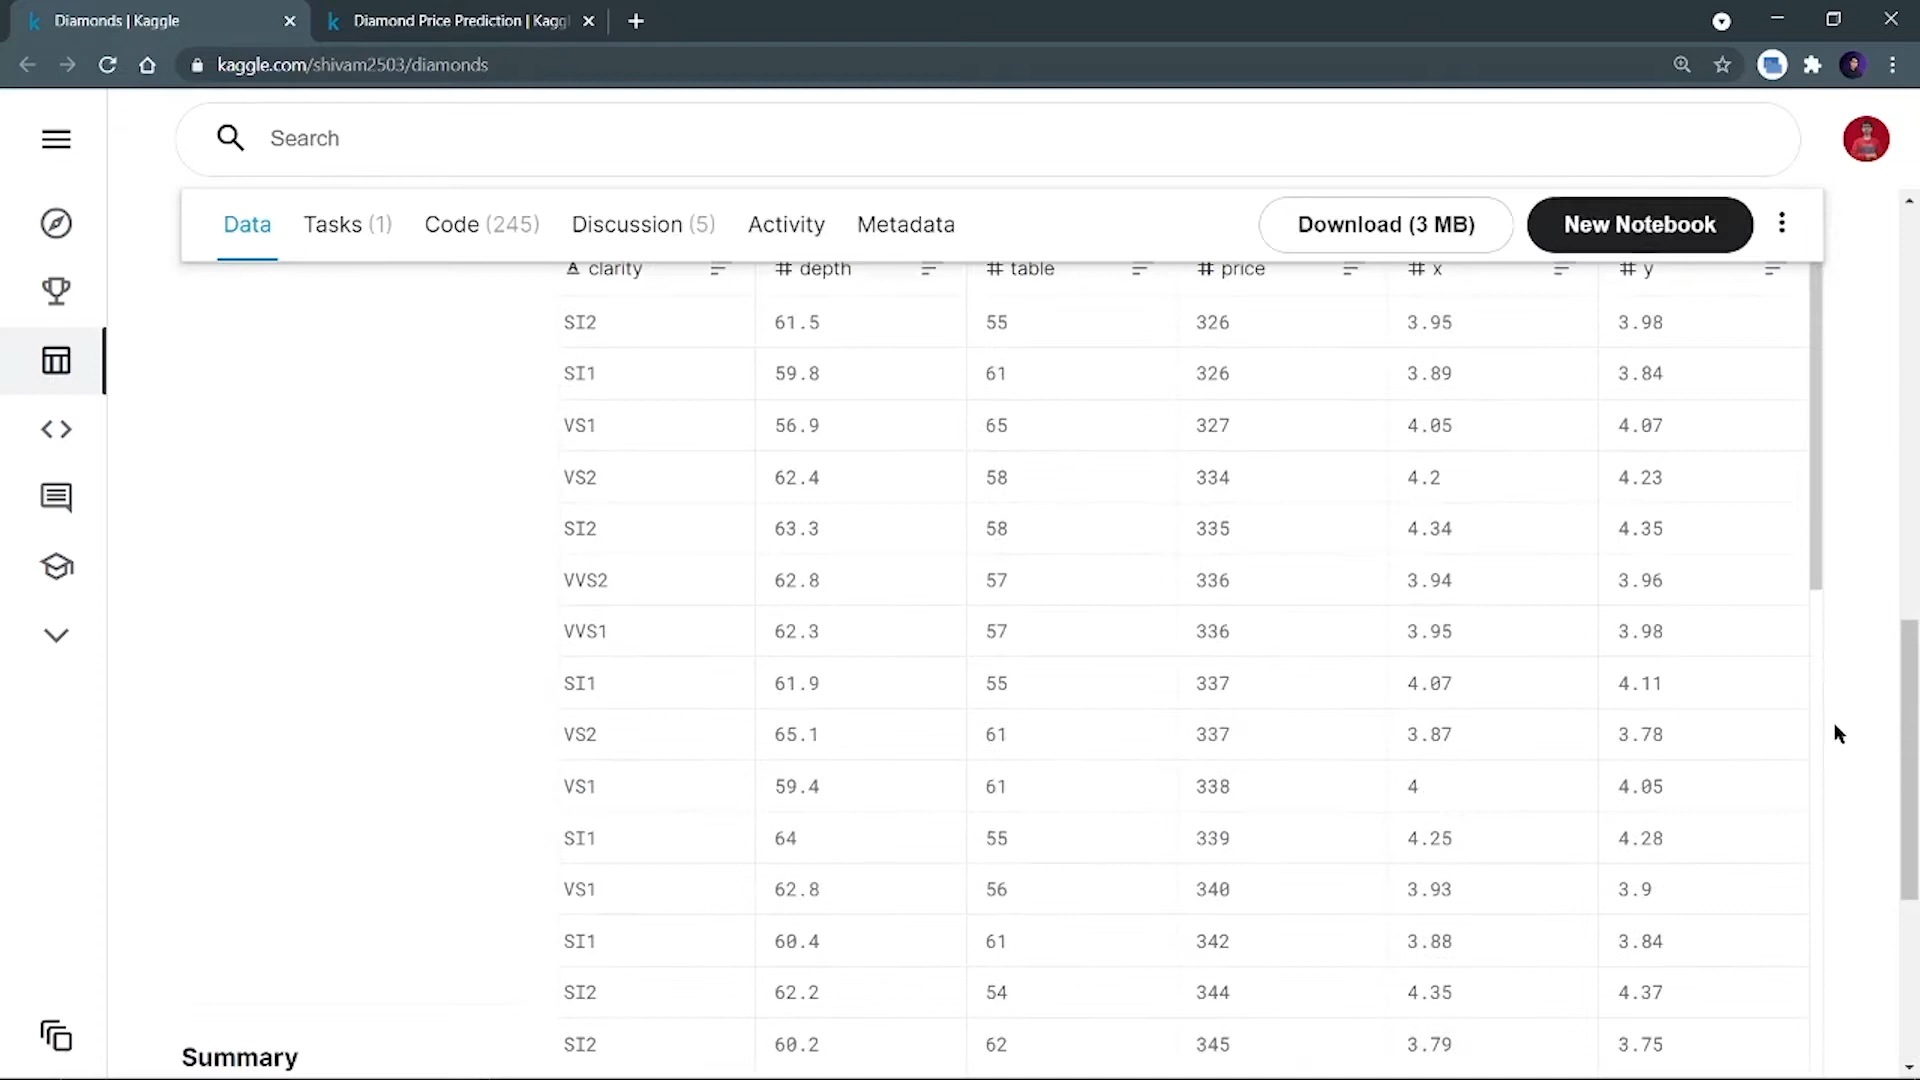 Diamonds | Kaggle
Diamond Price Prediction | Kagg
kaggle.com/shivam2503/diamonds
Search
Data Tasks (1) Code (245) Discussion (5) Activity Metadata Download (3 MB) New Notebook
A clarity # depth # table # price # x # y
SI2 61.5 55 326 3.95 3.98
SI1 59.8 61 326 3.89 3.84
VS1 56.9 65 327 4.05 4.07
VS2 62.4 58 334 4.2 4.23
SI2 63.3 58 335 4.34 4.35
VVS2 62.8 57 336 3.94 3.96
VVS1 62.3 57 336 3.95 3.98
SI1 61.9 55 337 4.07 4.11
VS2 65.1 61 337 3.87 3.78
VS1 59.4 61 338 4 4.05
SI1 64 55 339 4.25 4.28
VS1 62.8 56 340 3.93 3.9
SI1 60.4 61 342 3.88 3.84
SI2 62.2 54 344 4.35 4.37
SI2 60.2 62 345 3.79 3.75
Summary